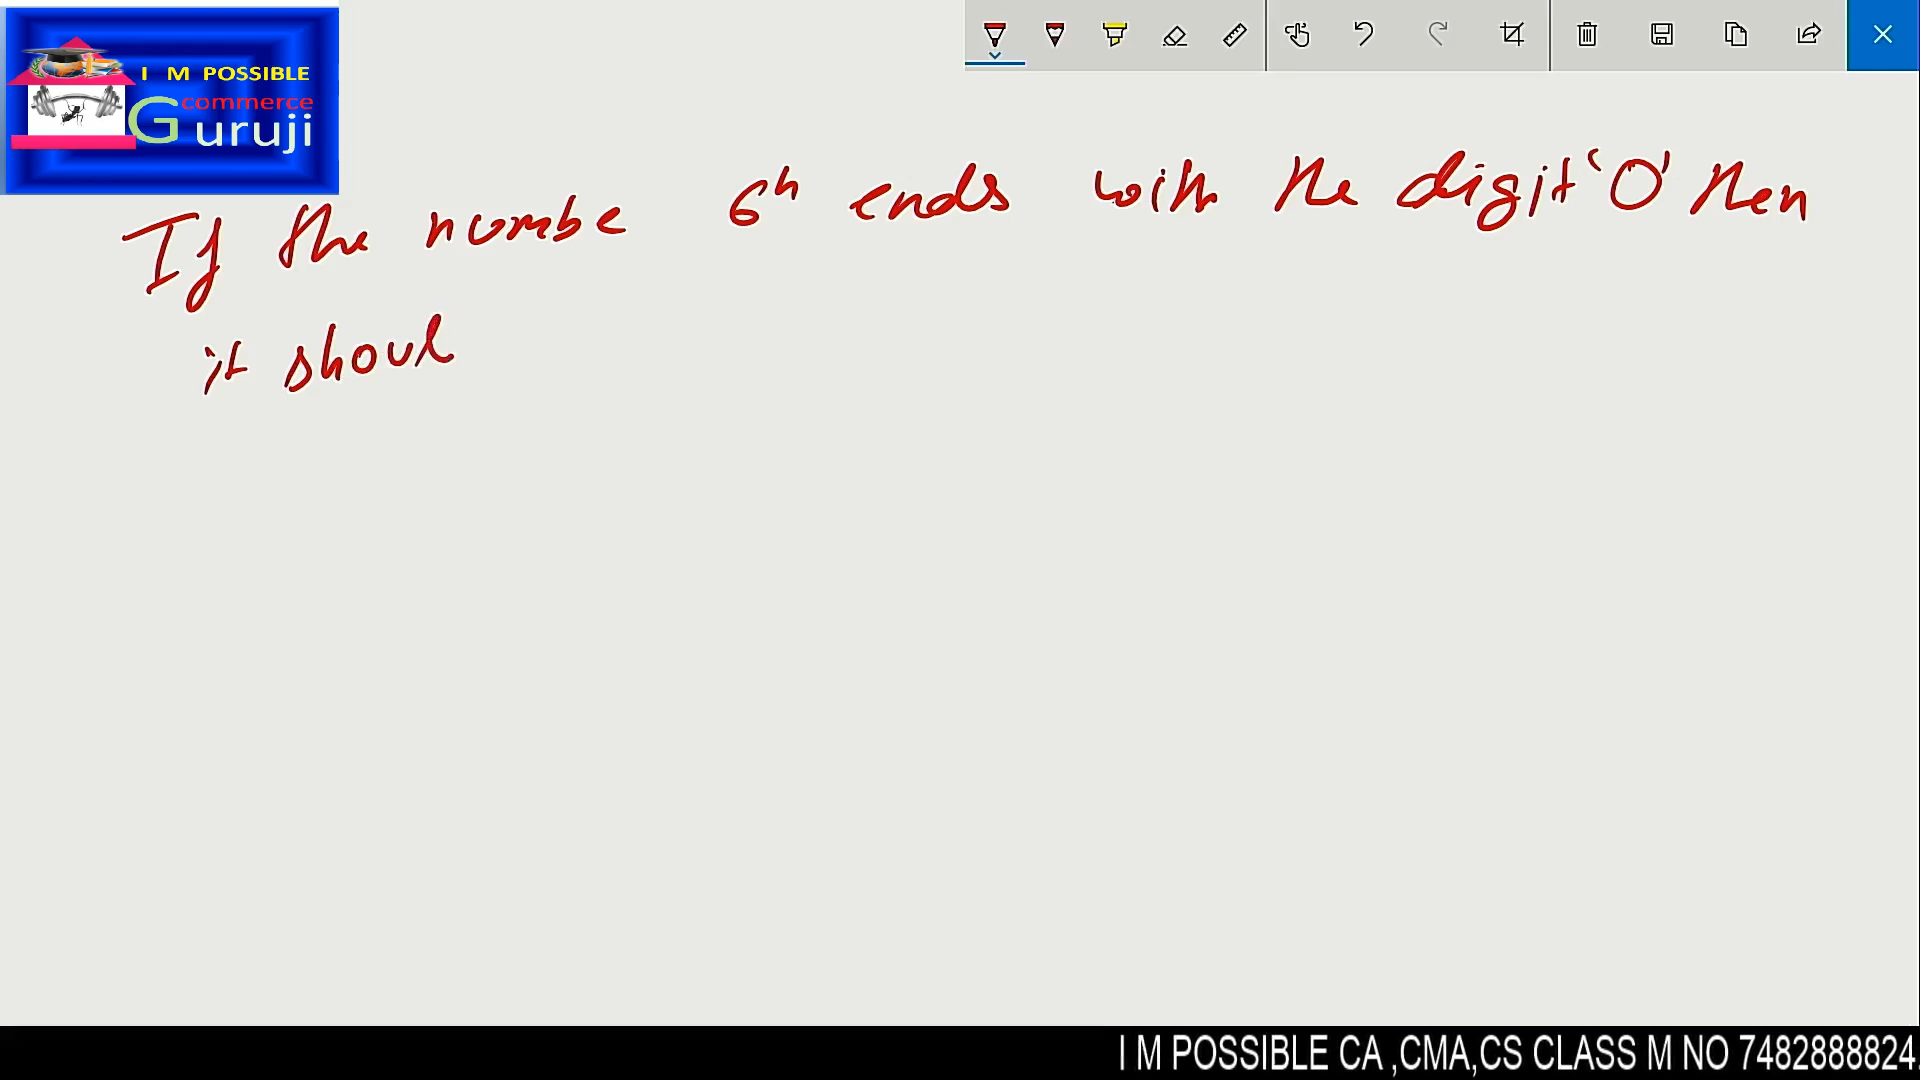 I M POSSIBLE
commerce
Guruji
If the numbe 6ⁿ ends with the digit 'O' then
it shoul
I M POSSIBLE CA ,CMA,CS CLASS M NO 7482888824